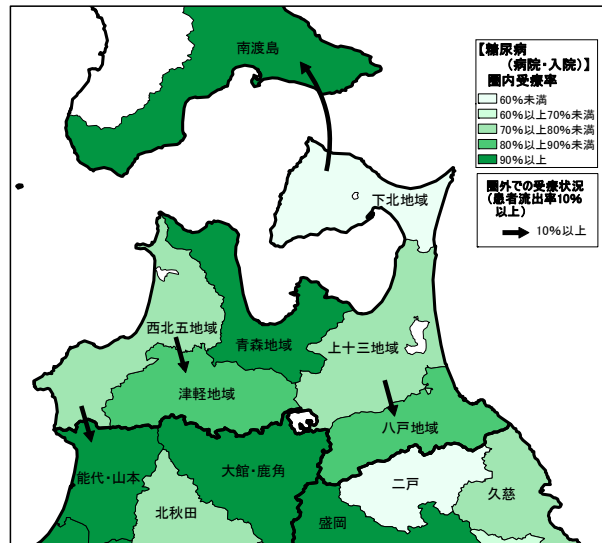 南渡島
【糖尿病
(病院・入院)】
圏内受療率
60%未満
60%以上70%未満
70%以上80%未満
80%以上90%未満
90%以上
圏外での受療状況
(患者流出率10%
以上)
10%以上
下北地域
西北五地域
青森地域
上十三地域
津軽地域
八戸地域
能代・山本
大館・鹿角
二戸
久慈
北秋田
盛岡